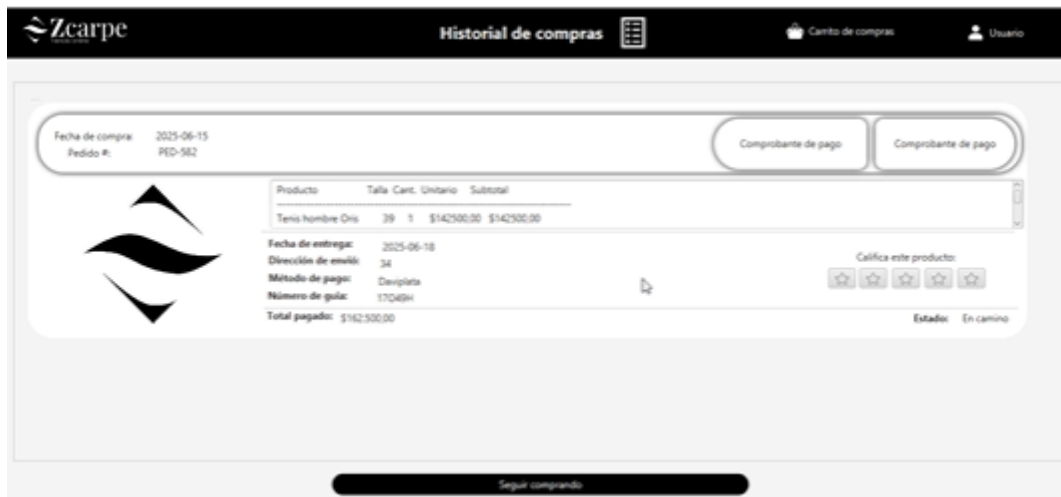 Zcarpe
Historial de compras
Carrito de compras
Usuario
Fecha de compra: 2025-06-15
Pedido #: PED-582
Comprobante de pago
Comprobante de pago
Producto Talla Cant. Unitario Subtotal
Tenis hombre Oris 39 1 $142500,00 $142500,00
Fecha de entrega: 2025-06-18
Dirección de envió: 34
Método de pago: Daviplata
Número de guía:
Califica este producto:
Total pagado: $162.500,00
Estado: En camino
Seguir comprando